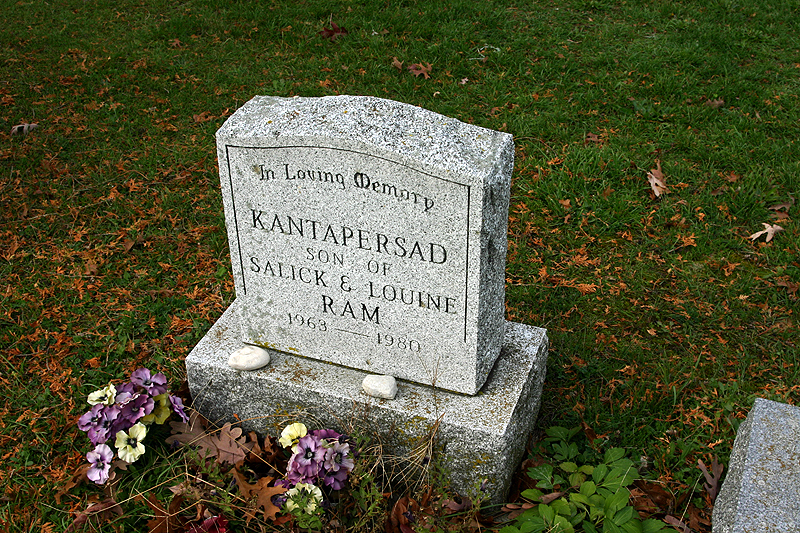 In Loving Memory
KANTAPERSAD
SON OF
SALICK & LOUINE
RAM
1963 — 1980